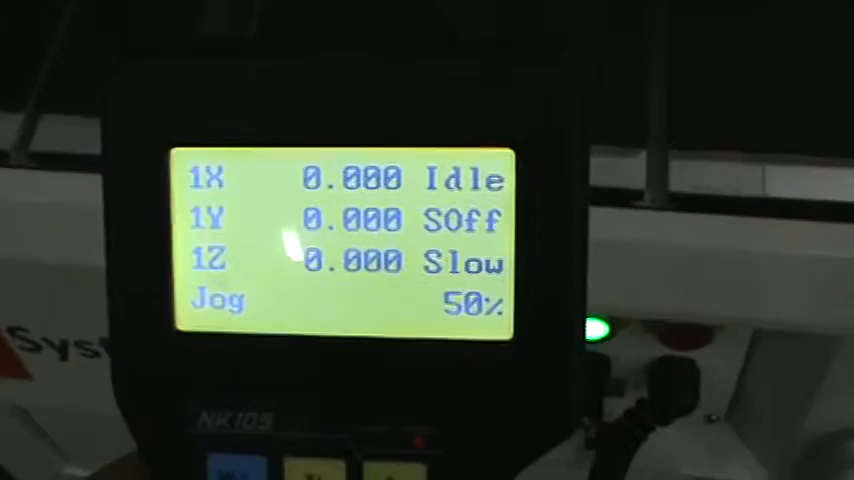 1X 0.000 Idle
1Y 0.000 SOff
1Z 0.000 Slow
Jog 50%
Sys
NK105